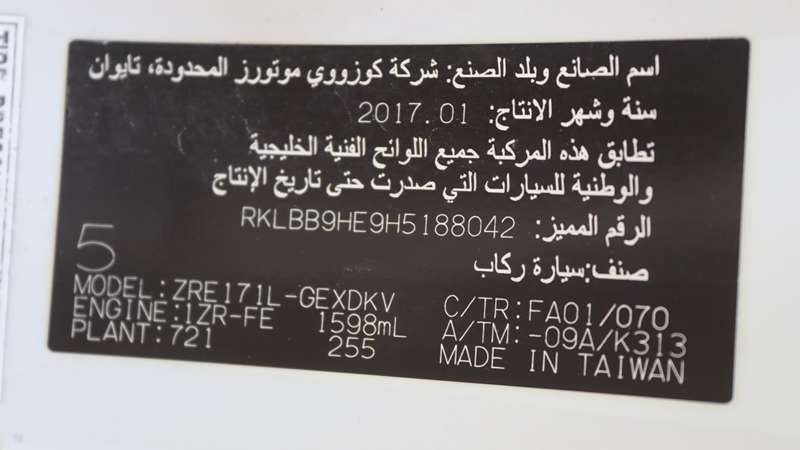 اسم الصانع وبلد الصنع: شركة كوزووي موتورز المحدودة، تايوان
سنة وشهر الانتاج: 2017.01
تطابق هذه المركبة جميع اللوائح الفنية الخليجية
والوطنية للسيارات التي صدرت حتى تاريخ الإنتاج
الرقم المميز: RKLBB9HE9H5188042
صنف:سيارة ركاب
5
MODEL:ZRE171L-GEXDKV
ENGINE:1ZR-FE 1598mL
PLANT:721 255
C/TR:FA01/070
A/TM:-09A/K313
MADE IN TAIWAN